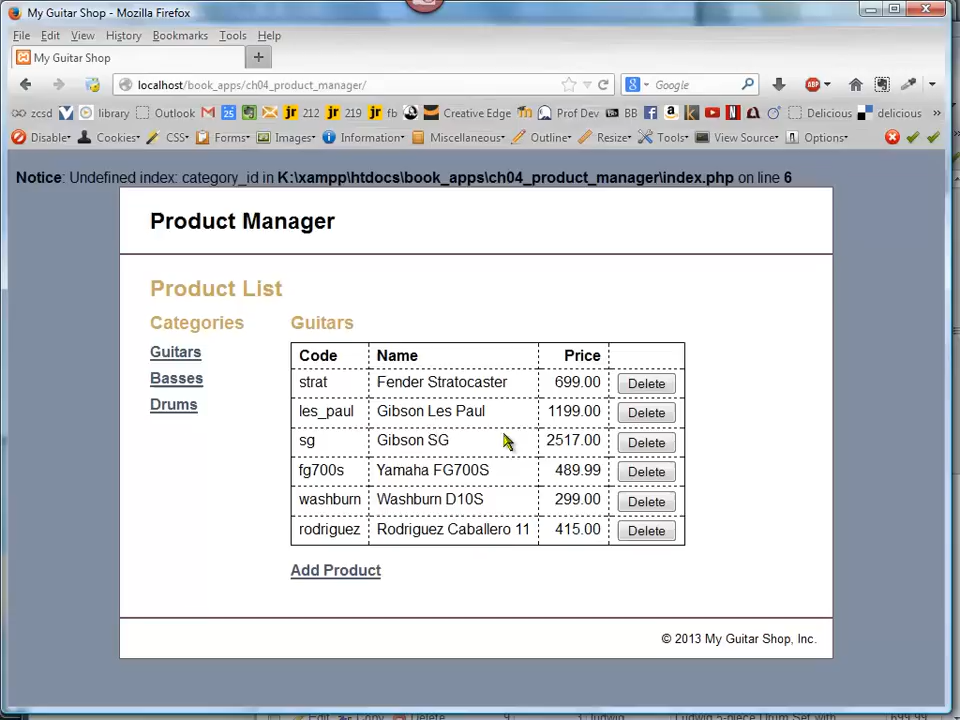 My Guitar Shop - Mozilla Firefox
File Edit View History Bookmarks Tools Help
My Guitar Shop +
localhost/book_apps/ch04_product_manager/ Google ABP
zcsd library Outlook 25 jr 212 jr 219 jr fb Creative Edge Prof Dev BB Delicious delicious »
Disable Cookies CSS Forms Images Information Miscellaneous Outline Resize Tools View Source Options
Notice: Undefined index: category_id in K:\xampp\htdocs\book_apps\ch04_product_manager\index.php on line 6
Product Manager
Product List
Categories Guitars
Guitars
Basses
Drums
Code Name Price
strat Fender Stratocaster 699.00 Delete
les_paul Gibson Les Paul 1199.00 Delete
sg Gibson SG 2517.00 Delete
fg700s Yamaha FG700S 489.99 Delete
washburn Washburn D10S 299.00 Delete
rodriguez Rodriguez Caballero 11 415.00 Delete
Add Product
© 2013 My Guitar Shop, Inc.